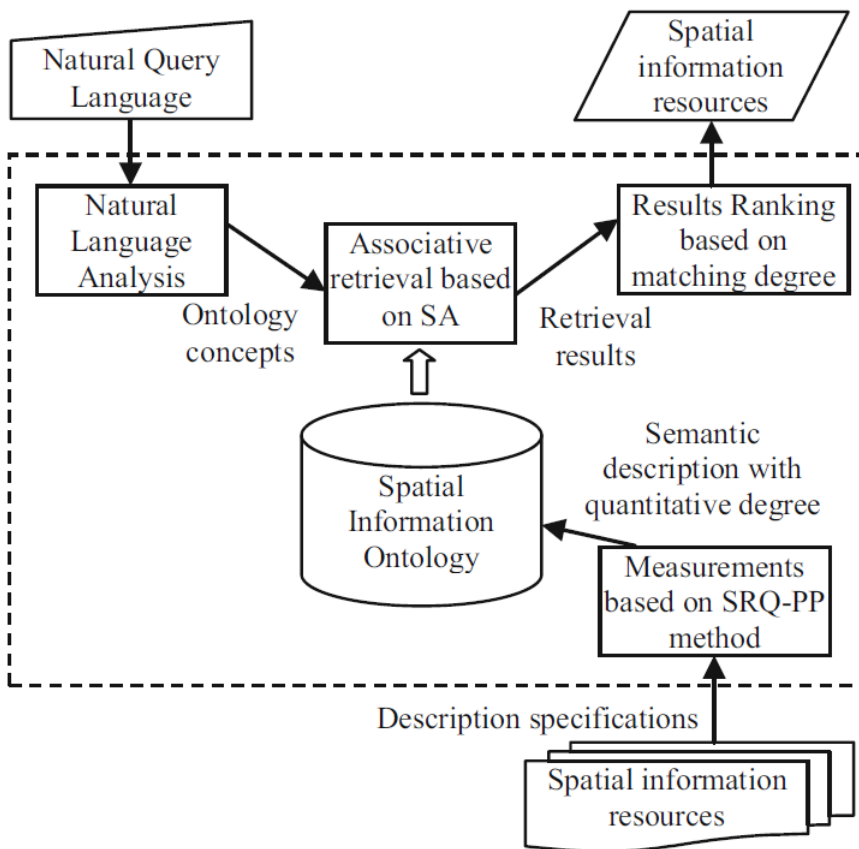 Natural Query
Language
Spatial
information
resources
Natural
Language
Analysis
Associative
retrieval based
on SA
Results Ranking
based on
matching degree
Ontology
concepts
Retrieval
results
Spatial
Information
Ontology
Semantic
description with
quantitative degree
Measurements
based on SRQ-PP
method
Description specifications
Spatial information
resources